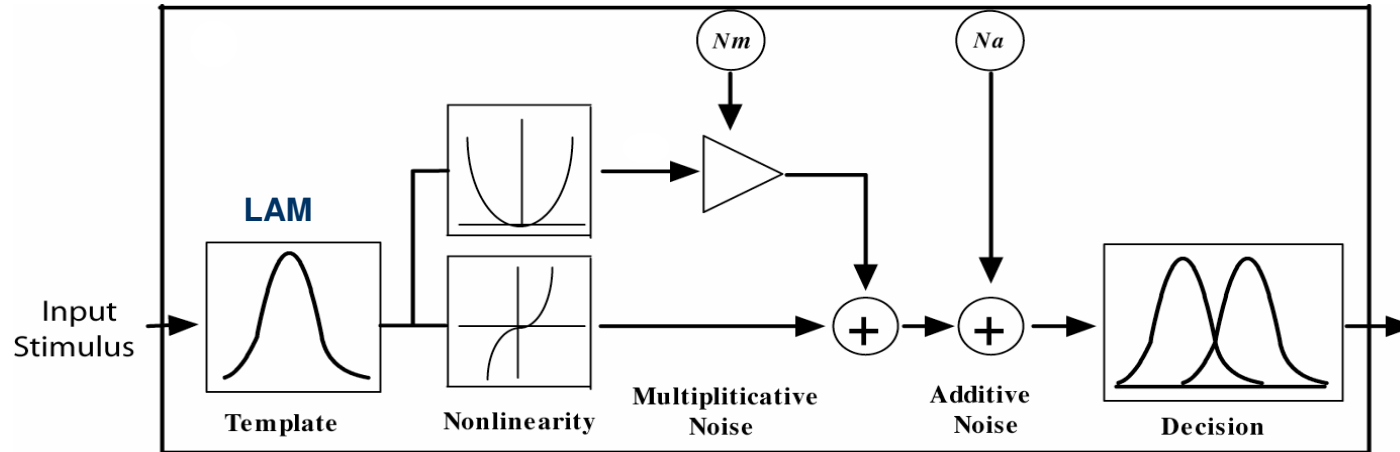 Nm
Na
LAM
Input
Stimulus
+
+
Template
Nonlinearity
Multipliticative
Noise
Additive
Noise
Decision